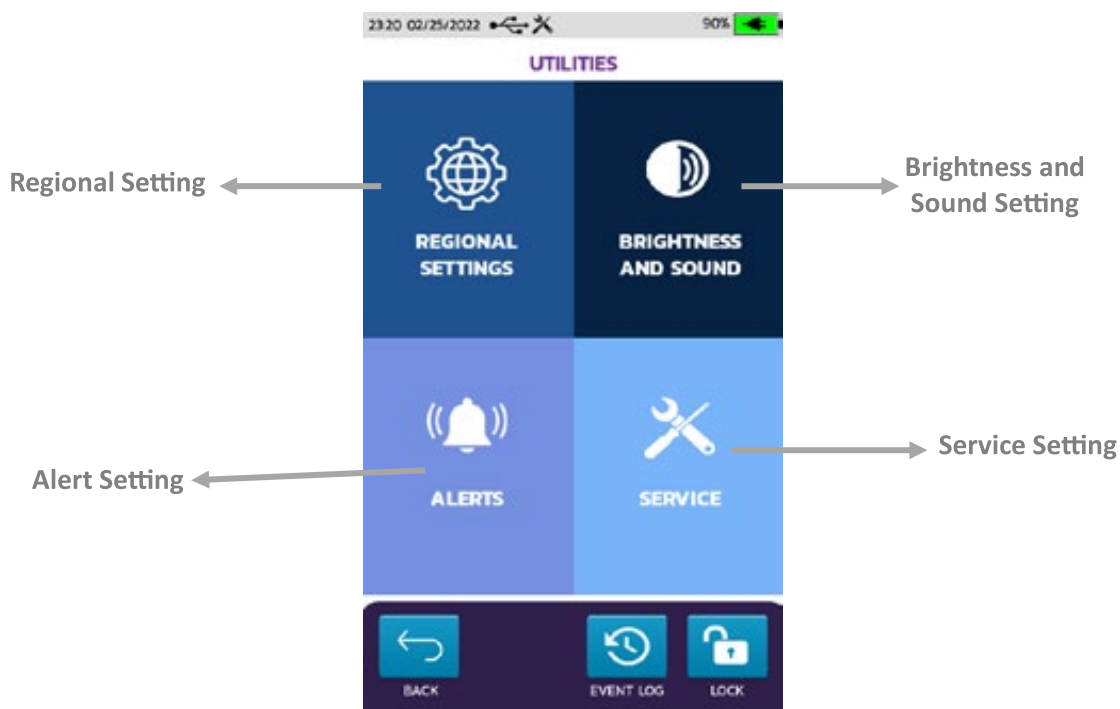 23:20 02/25/2022
90%
UTILITIES
Regional Setting
Brightness and
Sound Setting
REGIONAL
SETTINGS
BRIGHTNESS
AND SOUND
Alert Setting
Service Setting
ALERTS
SERVICE
BACK
EVENT LOG
LOCK